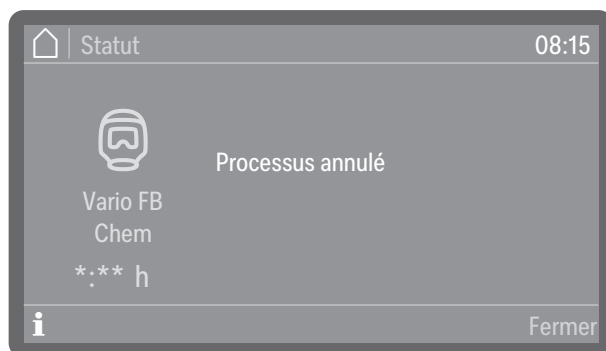 Statut 08:15
Processus annulé
Vario FB
Chem
*:** h
i Fermer